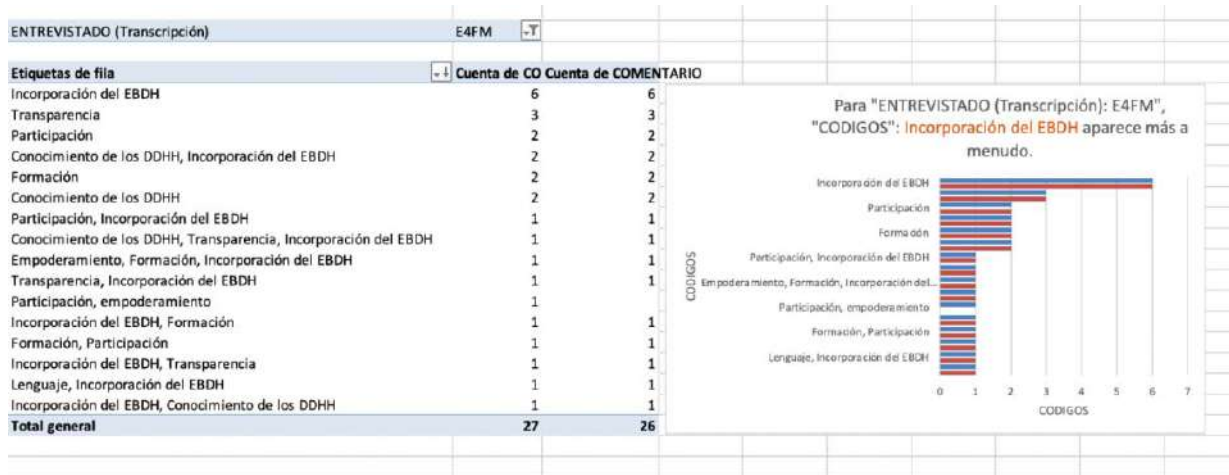 ENTREVISTADO (Transcripción) E4FM
Etiquetas de fila Cuenta de CO Cuenta de COMENTARIO
Incorporación del EBDH 6 6
Transparencia 3 3
Participación 2 2
Conocimiento de los DDHH, Incorporación del EBDH 2 2
Formación 2 2
Conocimiento de los DDHH 2 2
Participación, Incorporación del EBDH 1 1
Conocimiento de los DDHH, Transparencia, Incorporación del EBDH 1 1
Empoderamiento, Formación, Incorporación del EBDH 1 1
Transparencia, Incorporación del EBDH 1 1
Participación, empoderamiento 1
Incorporación del EBDH, Formación 1 1
Formación, Participación 1 1
Incorporación del EBDH, Transparencia 1 1
Lenguaje, Incorporación del EBDH 1 1
Incorporación del EBDH, Conocimiento de los DDHH 1 1
Total general 27 26
Para "ENTREVISTADO (Transcripción): E4FM",
"CODIGOS": Incorporación del EBDH aparece más a
menudo.
CODIGOS
Incorporación del EBDH
Participación
Formación
Participación, Incorporación del EBDH
Empoderamiento, Formación, Incorporación del...
Participación, empoderamiento
Formación, Participación
Lenguaje, Incorporación del EBDH
0 1 2 3 4 5 6 7
CODIGOS